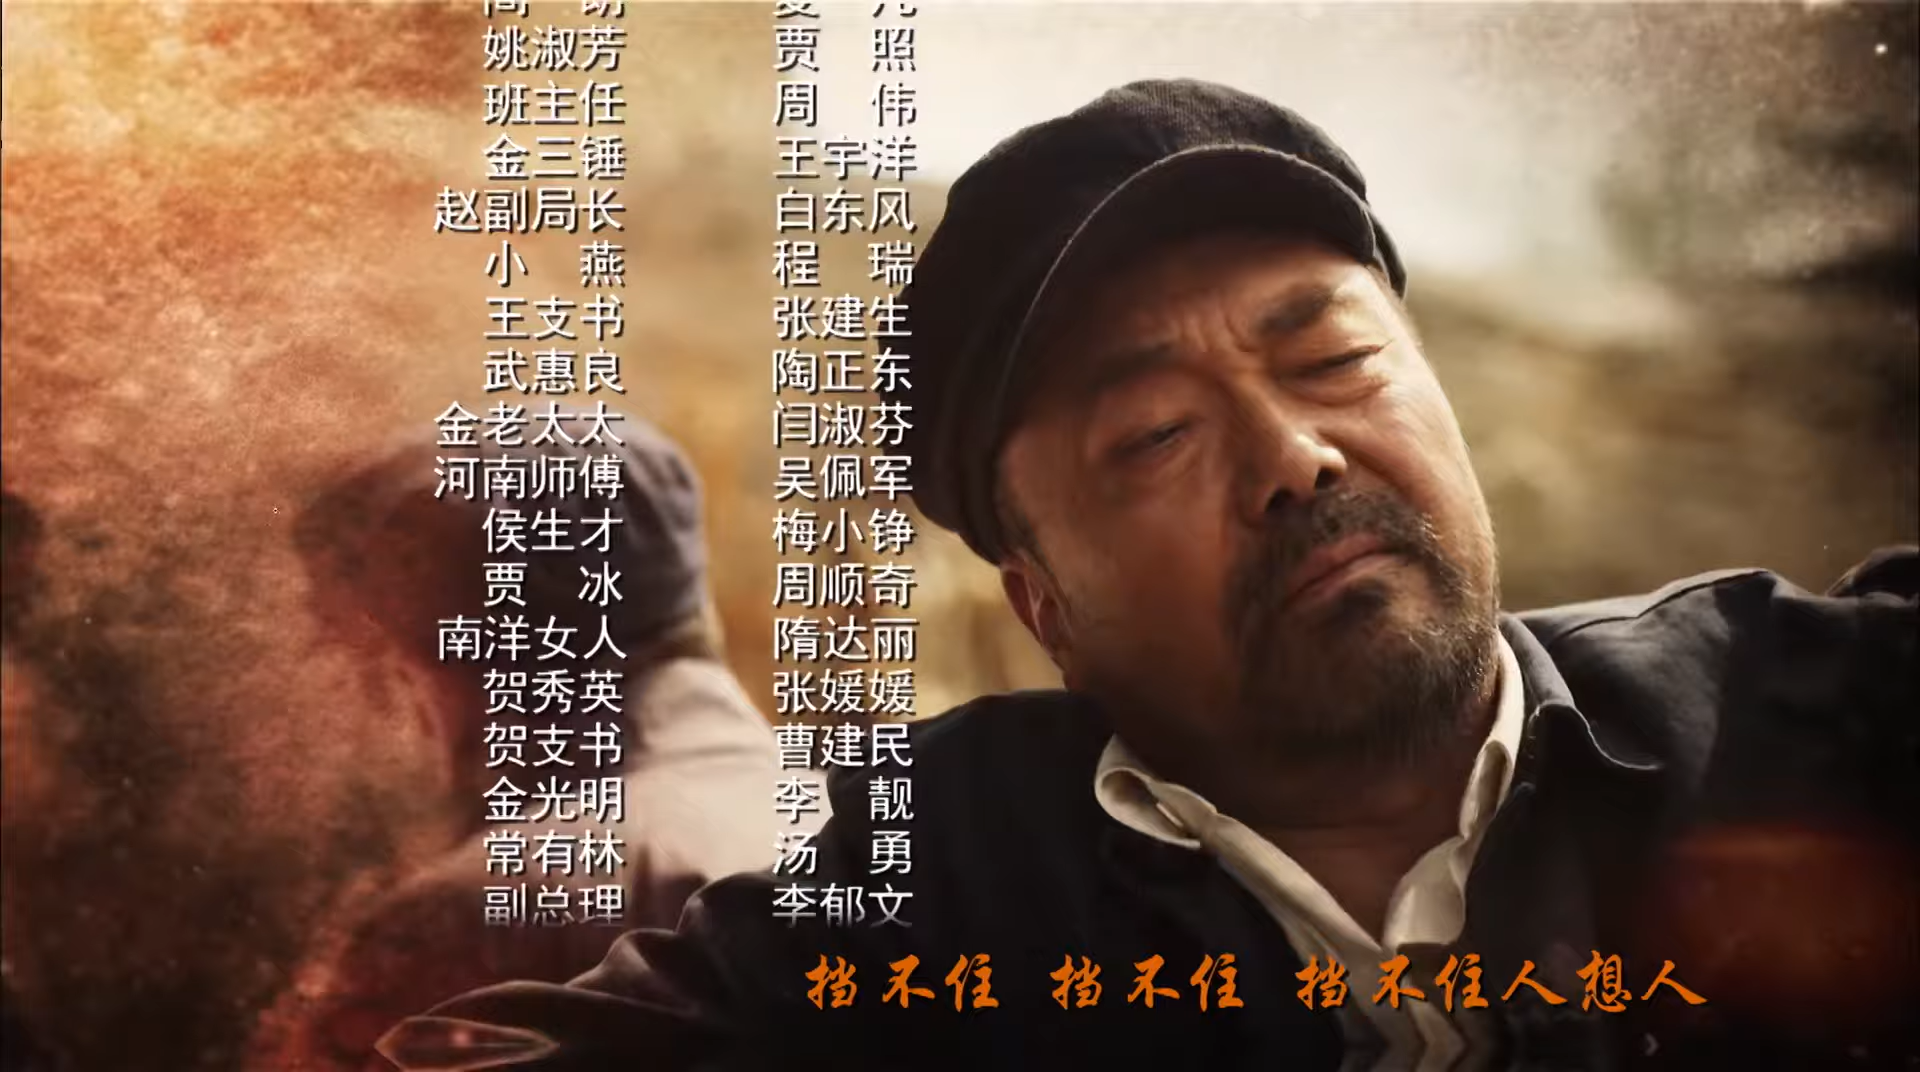 姚淑芳 贾照
班主任 周伟
金三锤 王宇洋
赵副局长 白东风
小燕 程瑞
王支书 张建生
武惠良 陶正东
金老太太 闫淑芬
河南师傅 吴佩军
侯生才 梅小铮
贾冰 周顺奇
南洋女人 隋达丽
贺秀英 张媛媛
贺支书 曹建民
金光明 李靓
常有林 汤勇
副总理 李郁文
挡不住 挡不住 挡不住人想人